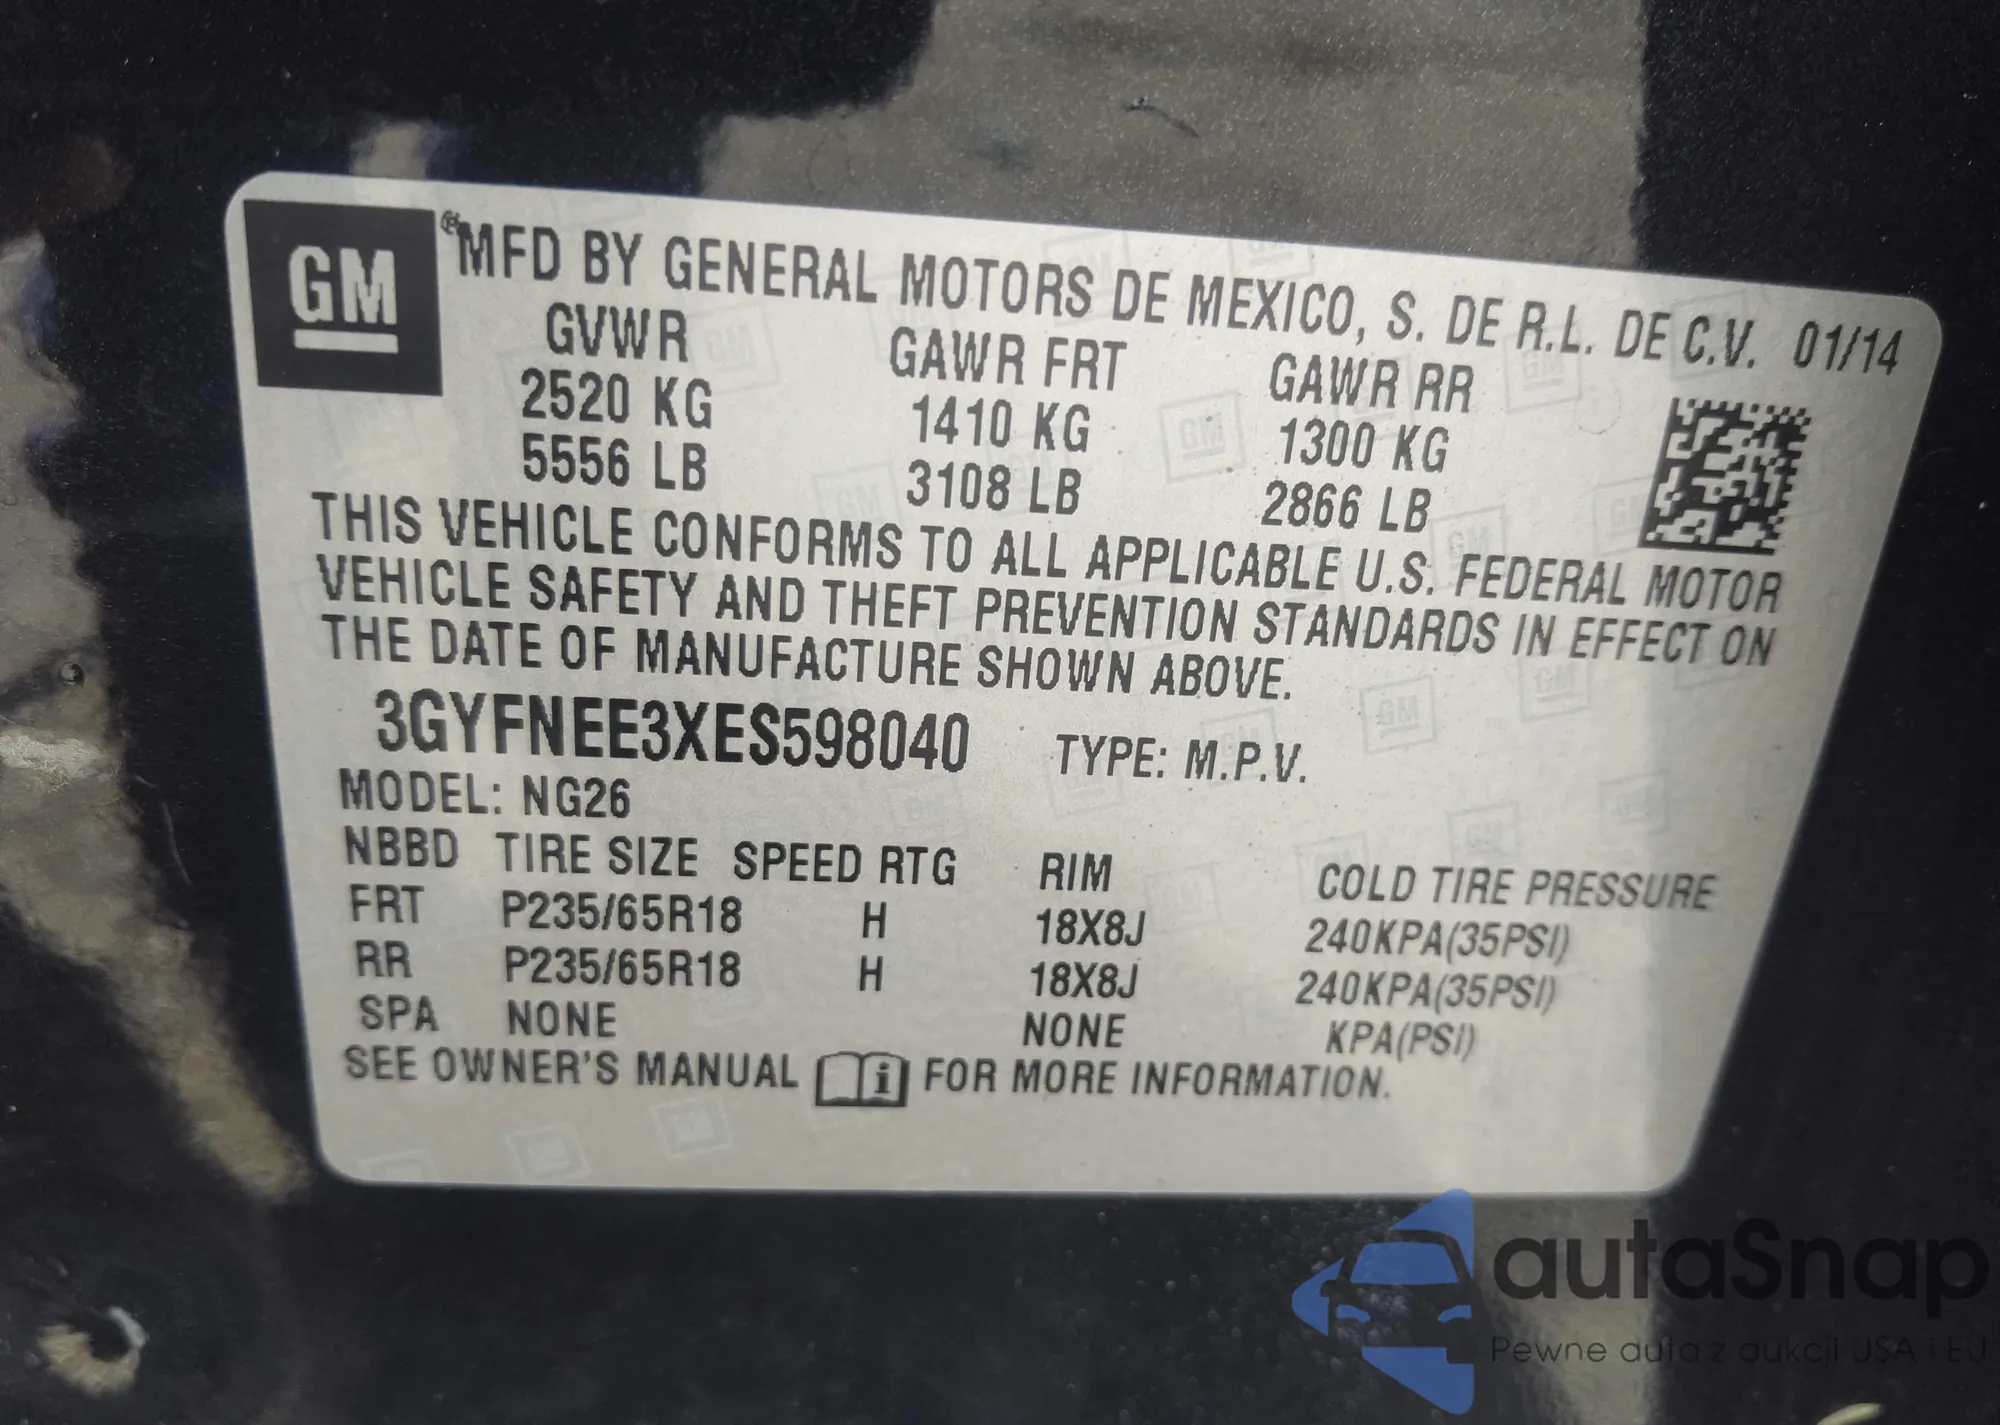 GM
MFD BY GENERAL MOTORS DE MEXICO, S. DE R.L. DE C.V. 01/14
GVWR GAWR FRT GAWR RR
2520 KG 1410 KG 1300 KG
5556 LB 3108 LB 2866 LB
THIS VEHICLE CONFORMS TO ALL APPLICABLE U.S. FEDERAL MOTOR
VEHICLE SAFETY AND THEFT PREVENTION STANDARDS IN EFFECT ON
THE DATE OF MANUFACTURE SHOWN ABOVE.
3GYFNEE3XES598040 TYPE: M.P.V.
MODEL: NG26
NBBD TIRE SIZE SPEED RTG RIM COLD TIRE PRESSURE
FRT P235/65R18 H 18X8J 240KPA(35PSI)
RR P235/65R18 H 18X8J 240KPA(35PSI)
SPA NONE NONE KPA(PSI)
SEE OWNER'S MANUAL i FOR MORE INFORMATION.
autaSnap
Pewne auta z aukcji USA i EU